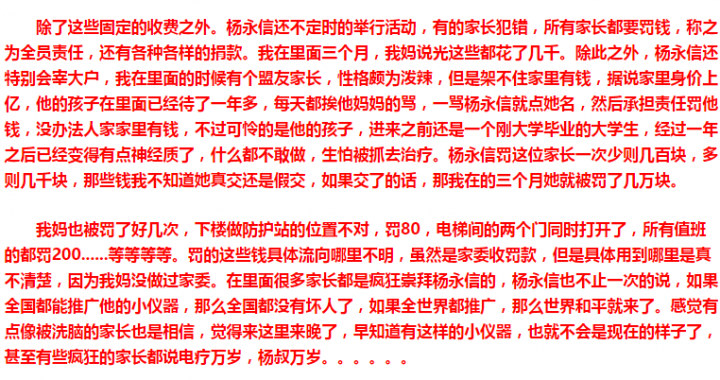 除了这些固定的收费之外。杨永信还不定时的举行活动，有的家长犯错，所有家长都要罚钱，称之
为全员责任，还有各种各样的捐款。我在里面三个月，我妈说光这些都花了几千。除此之外，杨永信还
特别会宰大户，我在里面的时候有个盟友家长，性格颇为泼辣，但是架不住家里有钱，据说家里身价上
亿，他的孩子在里面已经待了一年多，每天都挨他妈妈的骂，一骂杨永信就点她名，然后承担责任罚他
钱，没办法人家家里有钱，不过可怜的是他的孩子，进来之前还是一个刚大学毕业的大学生，经过一年
之后已经变得有点神经质了，什么都不敢做，生怕被抓去治疗。杨永信罚这位家长一次少则几百块，多
则几千块，那些钱我不知道她真交还是假交，如果交了的话，那我在的三个月她就被罚了几万块。
我妈也被罚了好几次，下楼做防护站的位置不对，罚80，电梯间的两个门同时打开了，所有值班
的都罚200......等等等等。罚的这些钱具体流向哪里不明，虽然是家委收罚款，但是具体用到哪里是真
不清楚，因为我妈没做过家委。在里面很多家长都是疯狂崇拜杨永信的，杨永信也不止一次的说，如果
全国都能推广他的小仪器，那么全国都没有坏人了，如果全世界都推广，那么世界和平就来了。感觉有
点像被洗脑的家长也是相信，觉得来这里来晚了，早知道有这样的小仪器，也就不会是现在的样子了，
甚至有些疯狂的家长都说电疗万岁，杨叔万岁。。。。。。